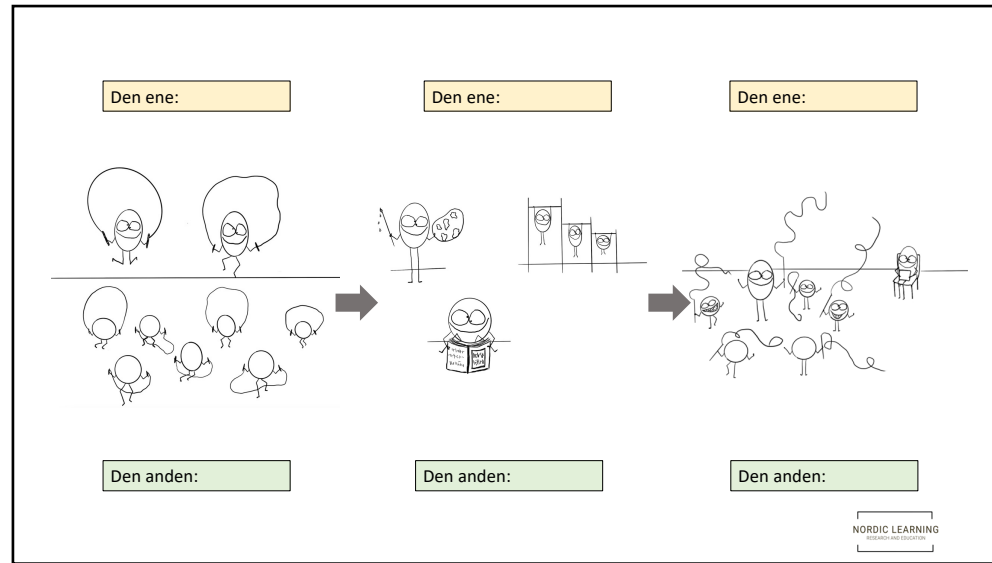 Den ene:
Den ene:
Den ene:
Den anden:
Den anden:
Den anden:
NORDIC LEARNING
RESEARCH AND EDUCATION